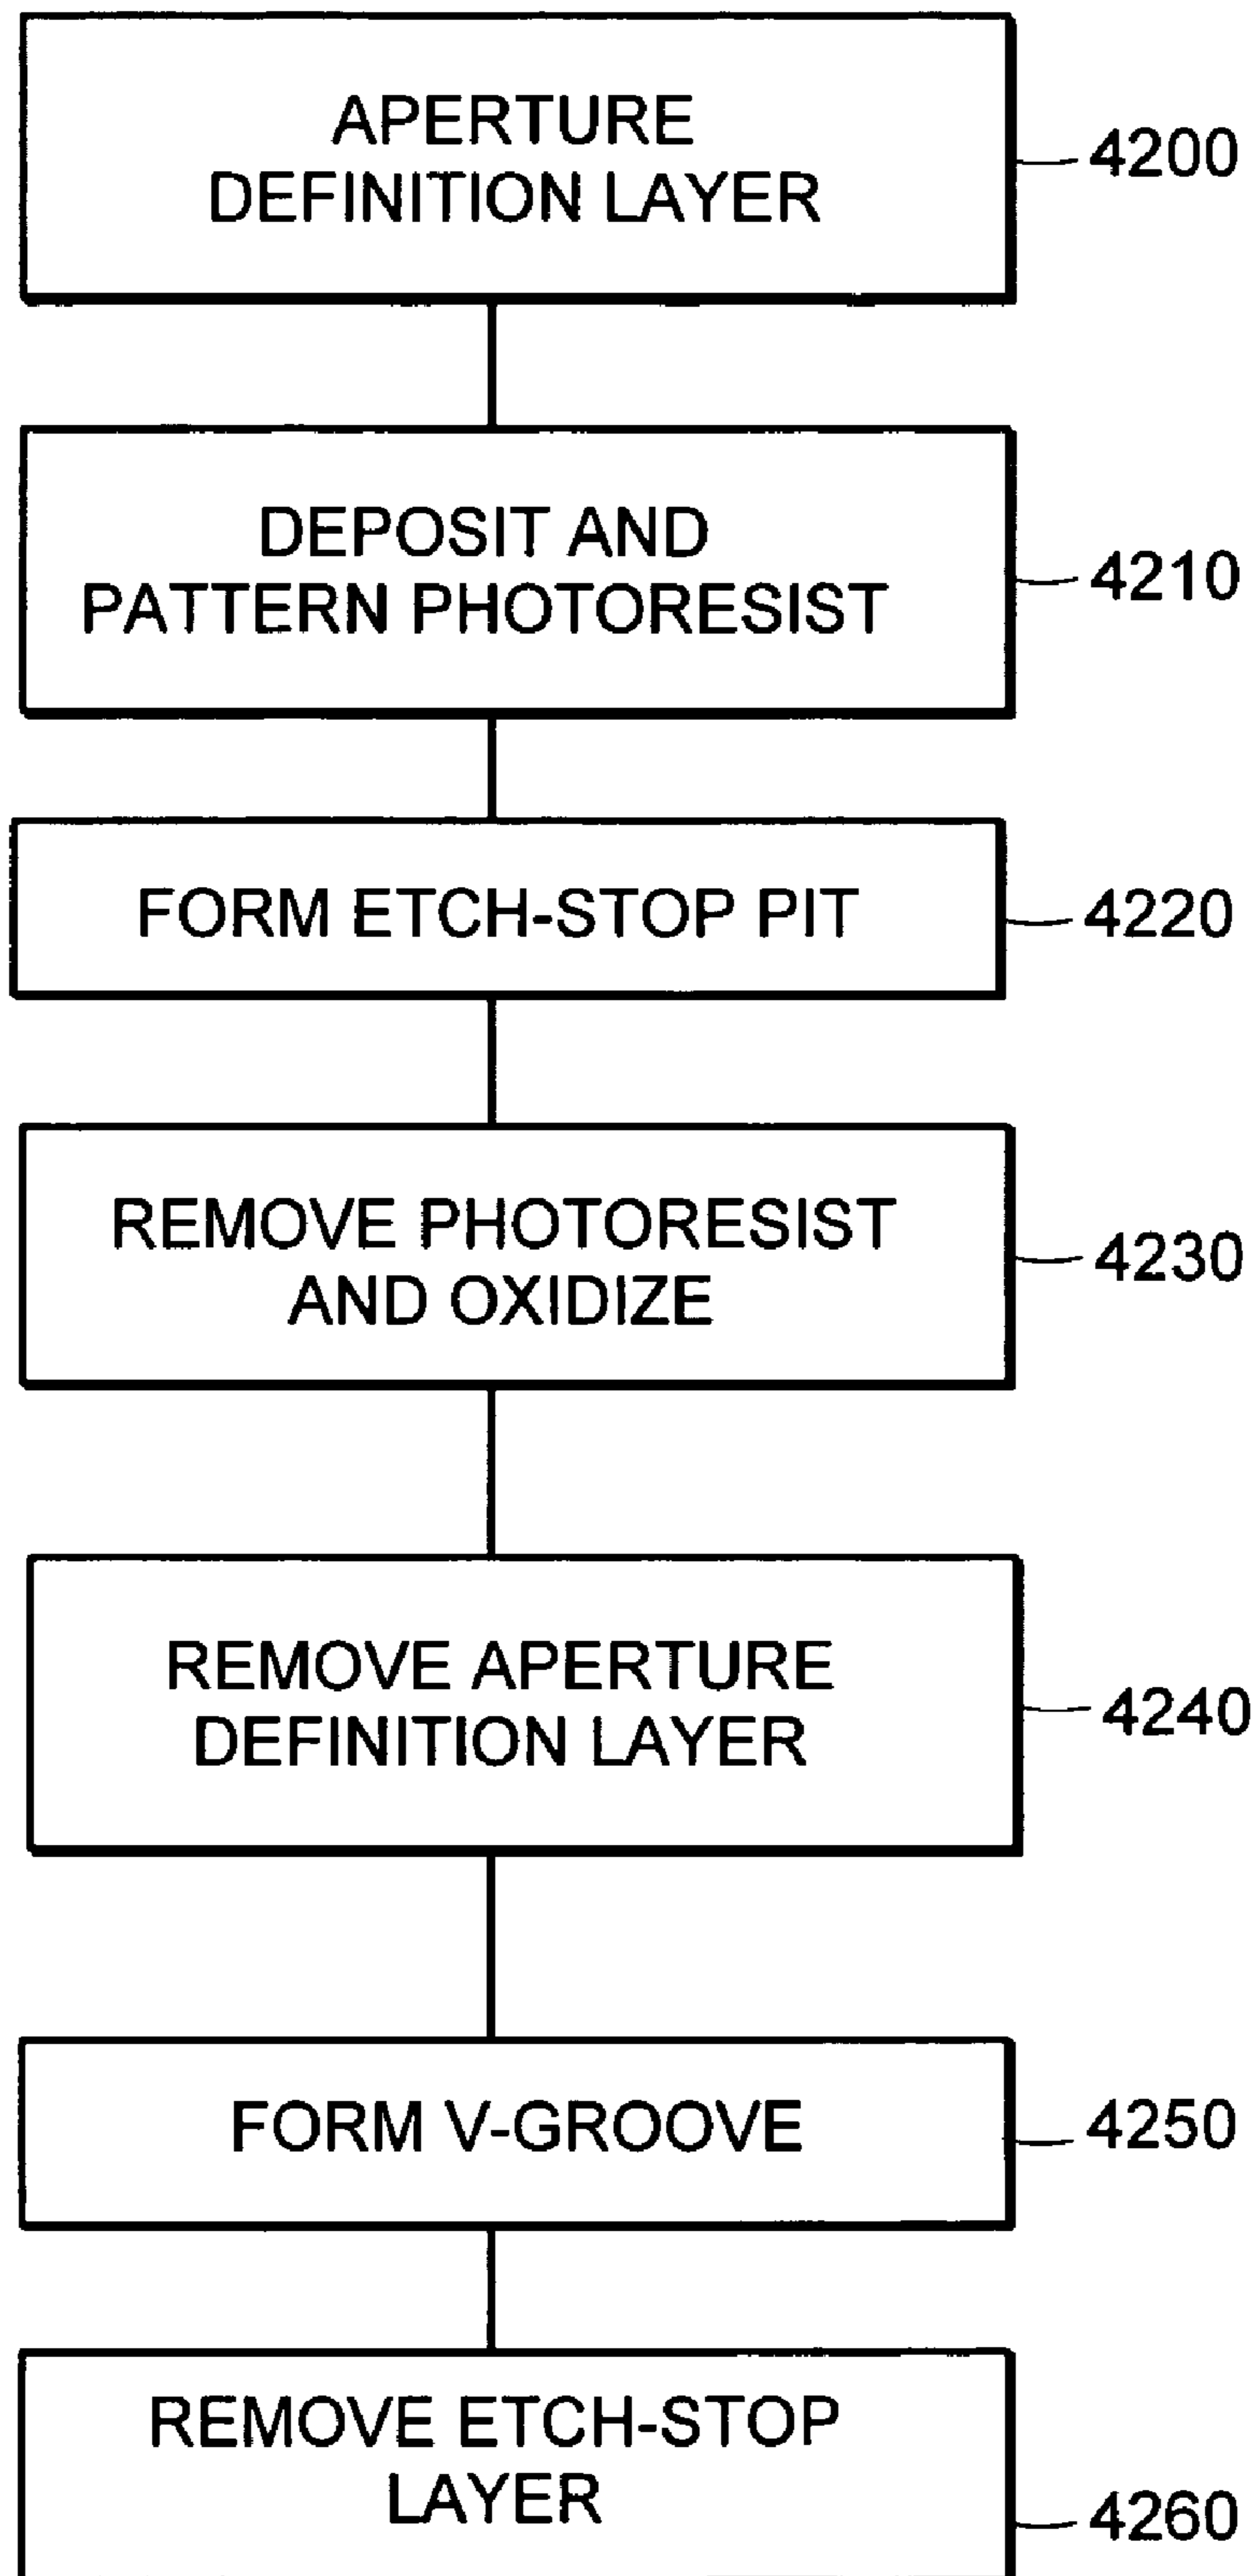 APERTURE
DEFINITION LAYER
4200
DEPOSIT AND
PATTERN PHOTORESIST
4210
FORM ETCH-STOP PIT
4220
REMOVE PHOTORESIST
AND OXIDIZE
4230
REMOVE APERTURE
DEFINITION LAYER
4240
FORM V-GROOVE
4250
REMOVE ETCH-STOP
LAYER
4260